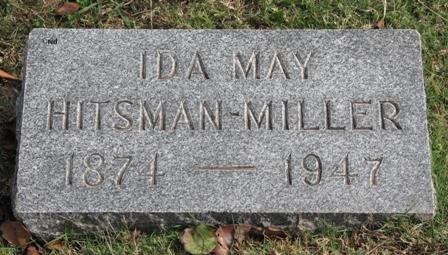 IDA MAY
HITSMAN-MILLER
1874 — 1947